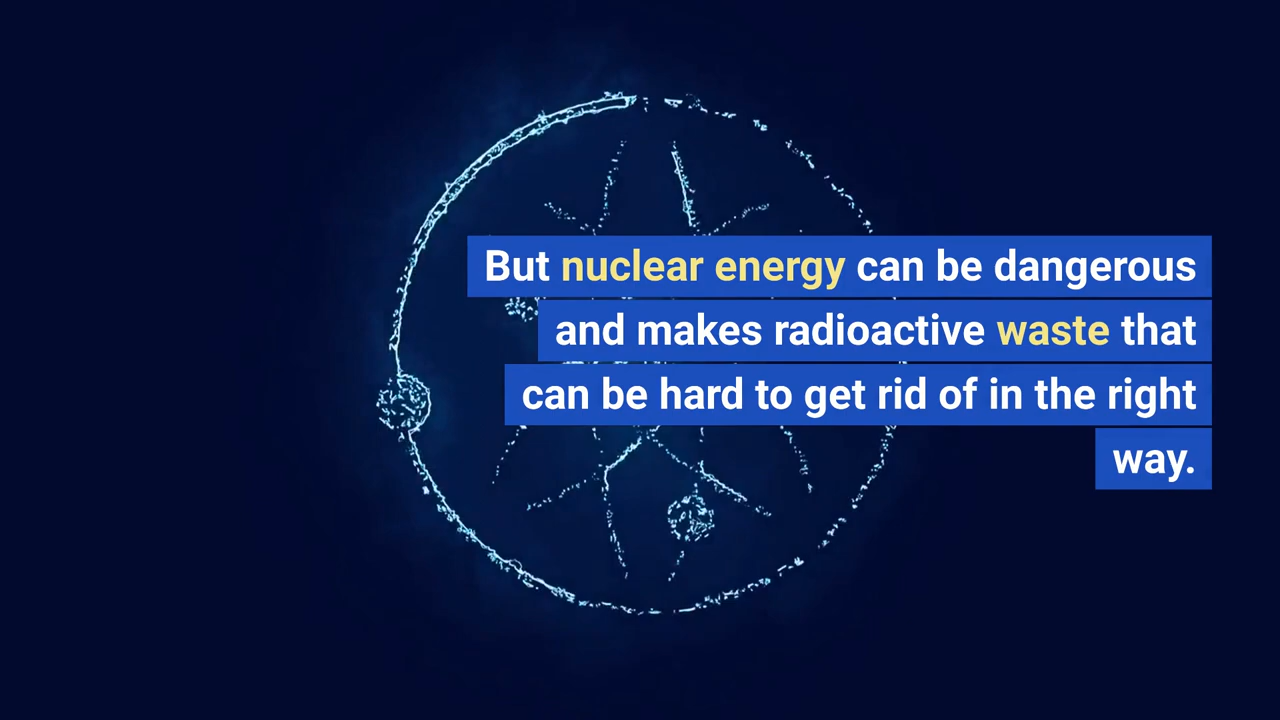 But nuclear energy can be dangerous
and makes radioactive waste that
can be hard to get rid of in the right
way.